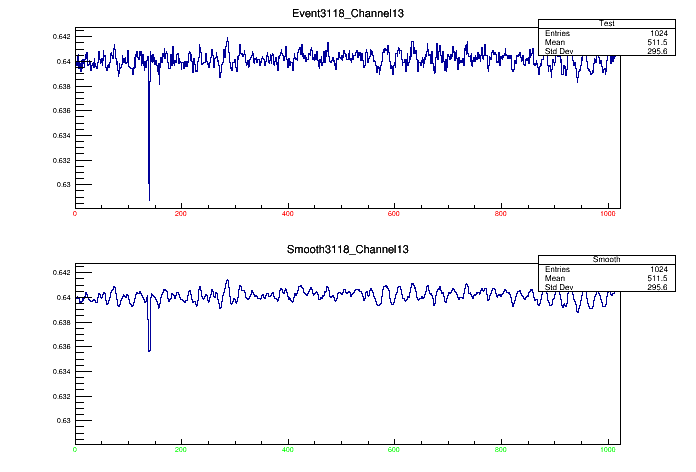 Event3118_Channel13
Test
Entries 1024
Mean 511.5
Std Dev 295.6
0.642
0.64
0.638
0.636
0.634
0.632
0.63
0 200 400 600 800 1000
Smooth3118_Channel13
Smooth
Entries 1024
Mean 511.5
Std Dev 295.6
0.642
0.64
0.638
0.636
0.634
0.632
0.63
0 200 400 600 800 1000